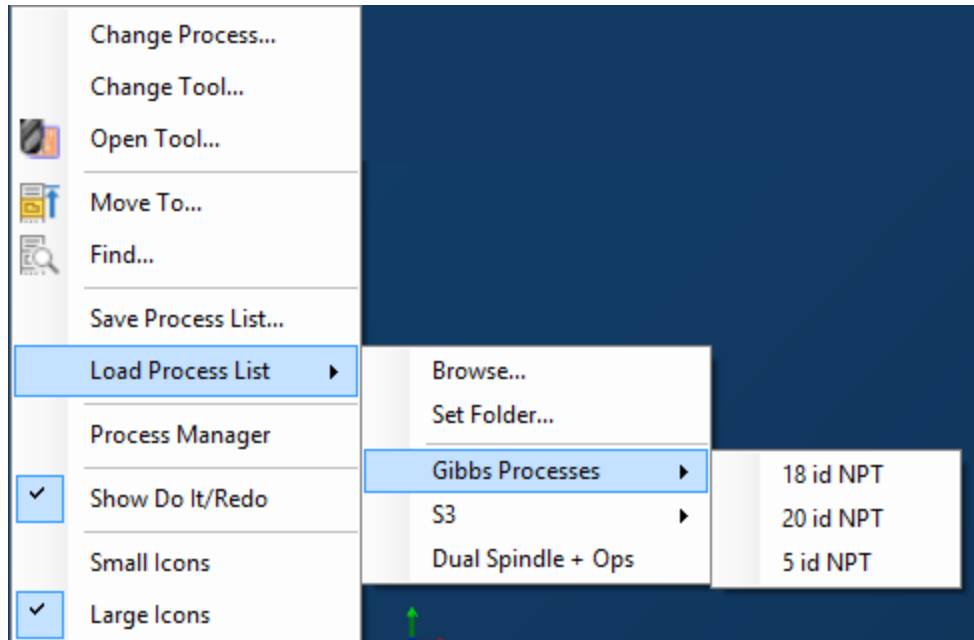 Change Process...
Change Tool...
Open Tool...
Move To...
Find...
Save Process List...
Load Process List
Process Manager
Show Do It/Redo
Small Icons
Large Icons
Browse...
Set Folder...
Gibbs Processes
S3
Dual Spindle + Ops
18 id NPT
20 id NPT
5 id NPT